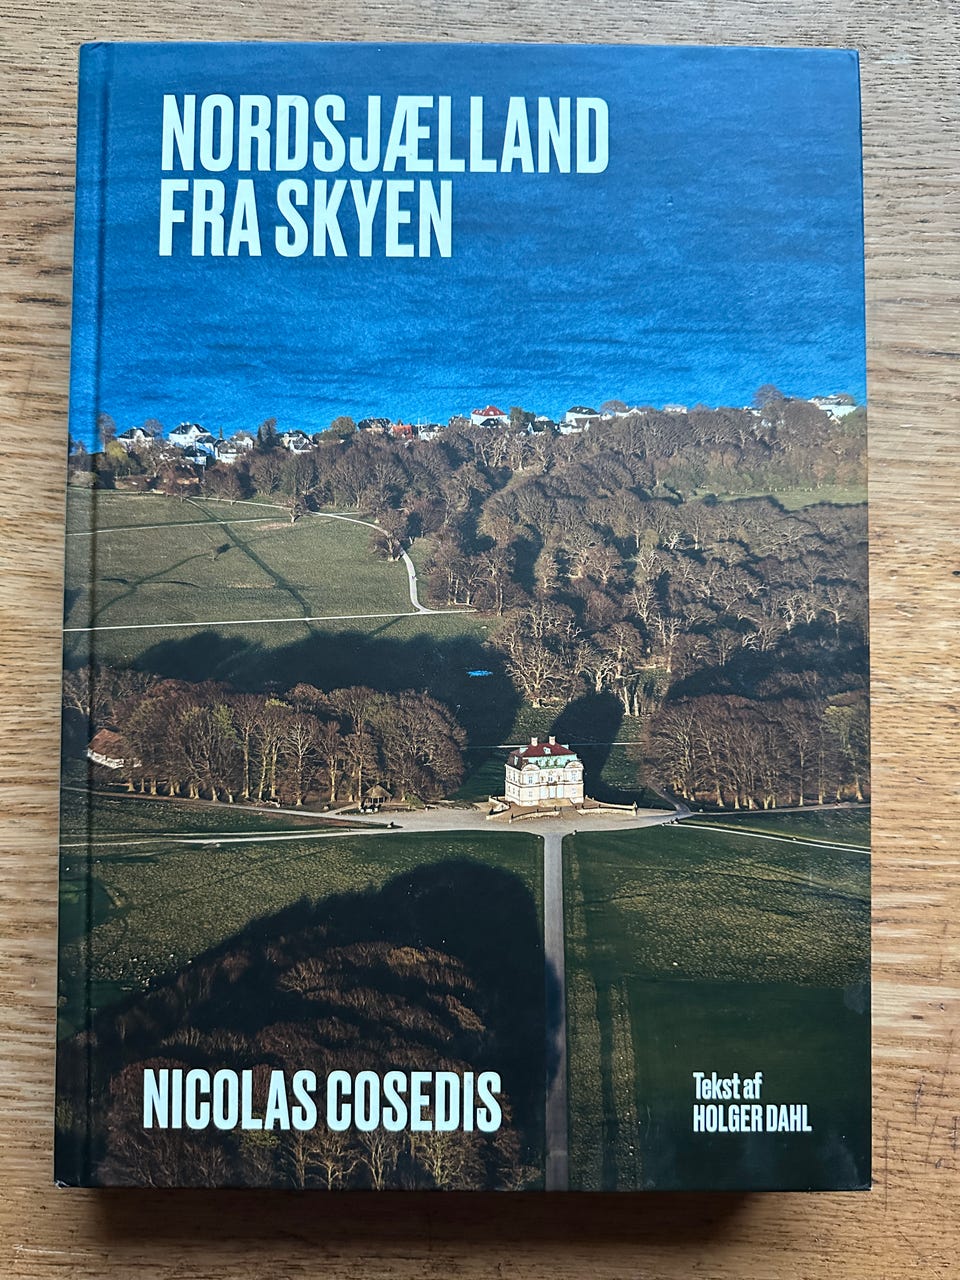 NORDSJÆLLAND
FRA SKYEN
NICOLAS COSEDIS
Tekst af
HOLGER DAHL